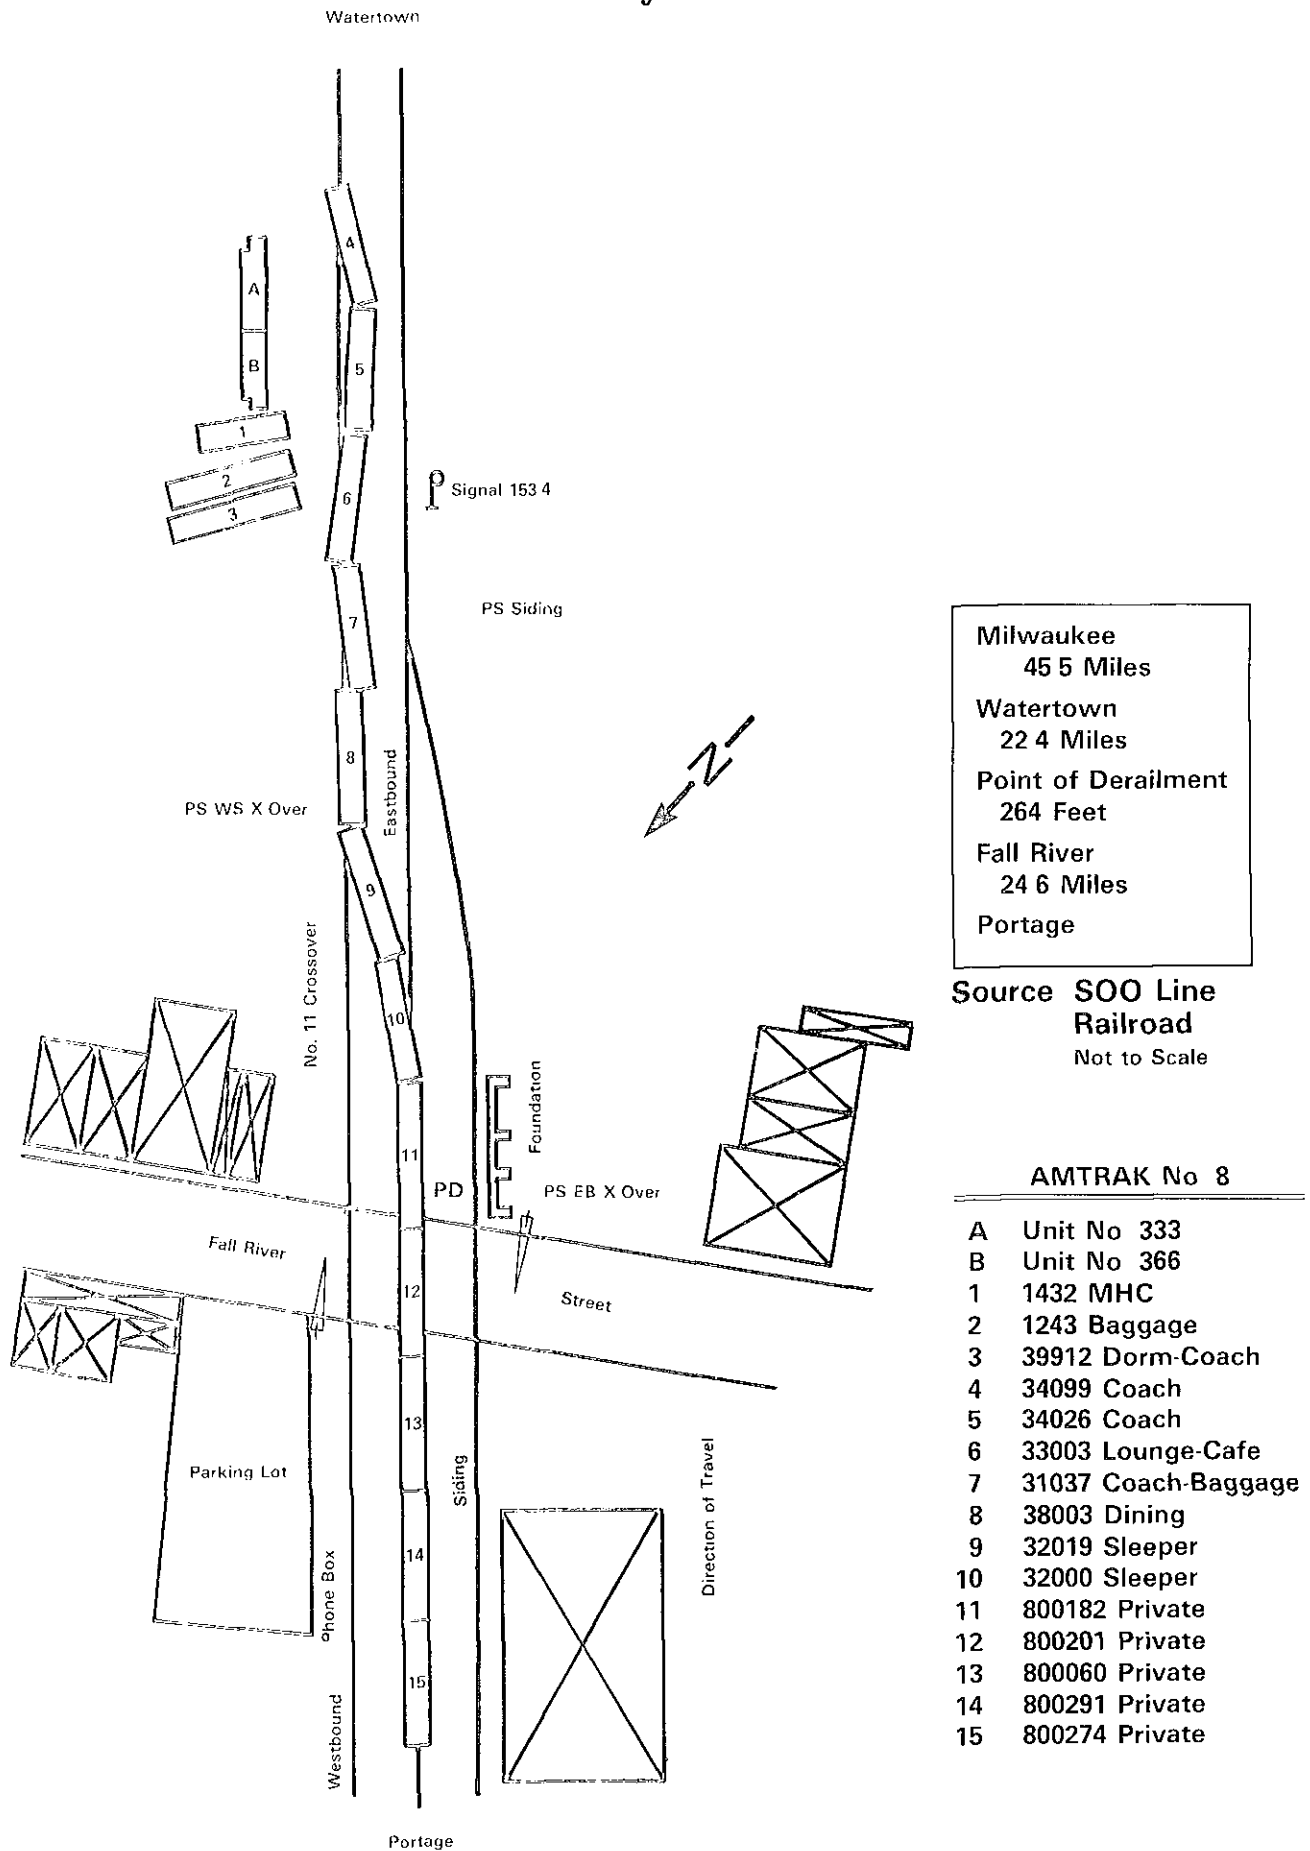 Watertown
4
A
B
5
1
2
3
6
Signal 153 4
7
PS Siding
8
Eastbound
PS WS X Over
N
9
No. 11 Crossover
10
Foundation
11
PD
PS EB X Over
Fall River
12
Street
13
Parking Lot
Siding
Direction of Travel
14
Phone Box
15
Westbound
Portage
Milwaukee
45 5 Miles
Watertown
22 4 Miles
Point of Derailment
264 Feet
Fall River
24 6 Miles
Portage
Source SOO Line
Railroad
Not to Scale
AMTRAK No 8
A Unit No 333
B Unit No 366
1 1432 MHC
2 1243 Baggage
3 39912 Dorm-Coach
4 34099 Coach
5 34026 Coach
6 33003 Lounge-Cafe
7 31037 Coach-Baggage
8 38003 Dining
9 32019 Sleeper
10 32000 Sleeper
11 800182 Private
12 800201 Private
13 800060 Private
14 800291 Private
15 800274 Private